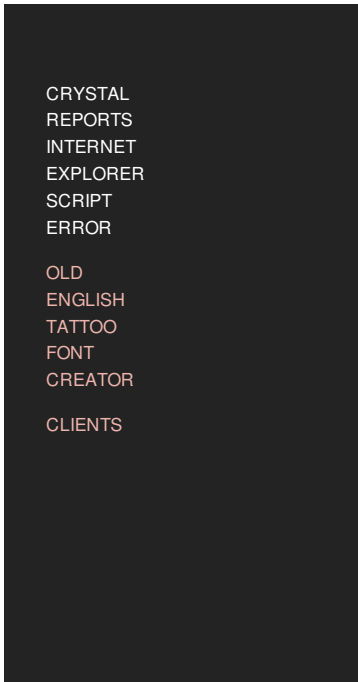 CRYSTAL
REPORTS
INTERNET
EXPLORER
SCRIPT
ERROR
OLD
ENGLISH
TATTOO
FONT
CREATOR
CLIENTS